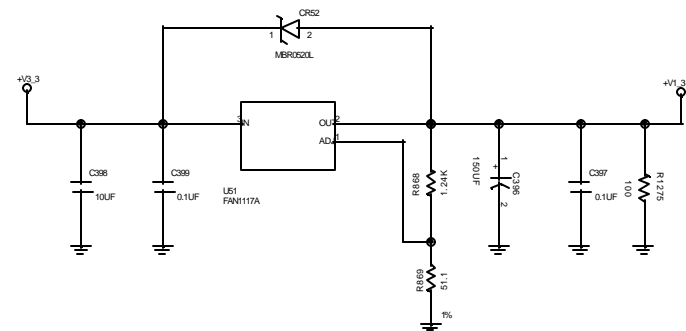 CR52
1
2
MBR0520L
+V3_3
+V1_3
3
IN
OUT
2
ADJ
1
C398
10UF
C399
0.1UF
U51
FAN1117A
R868
1.24K
150UF
+
1
C396
2
C397
0.1UF
R1275
100
R869
51.1
1%